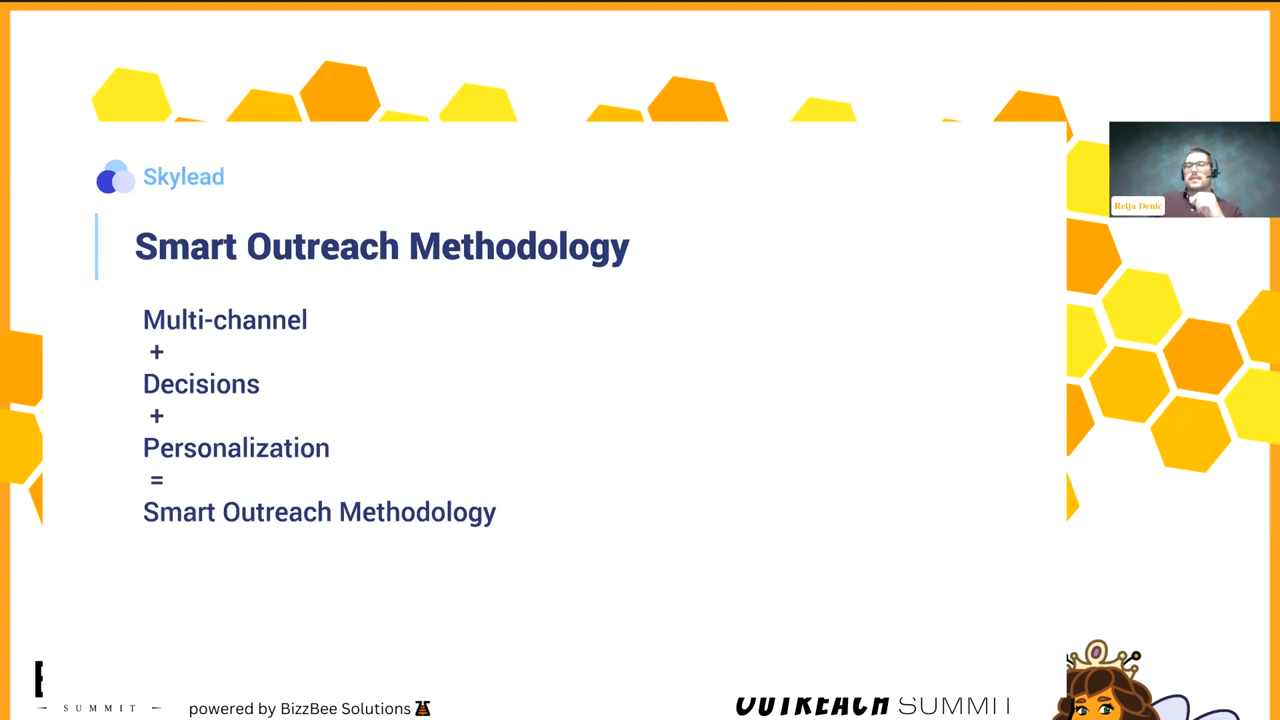 Skylead
Smart Outreach Methodology
Multi-channel
+
Decisions
+
Personalization
=
Smart Outreach Methodology
Relja Denic
SUMMIT
powered by BizzBee Solutions
OUTREACH SUMMIT